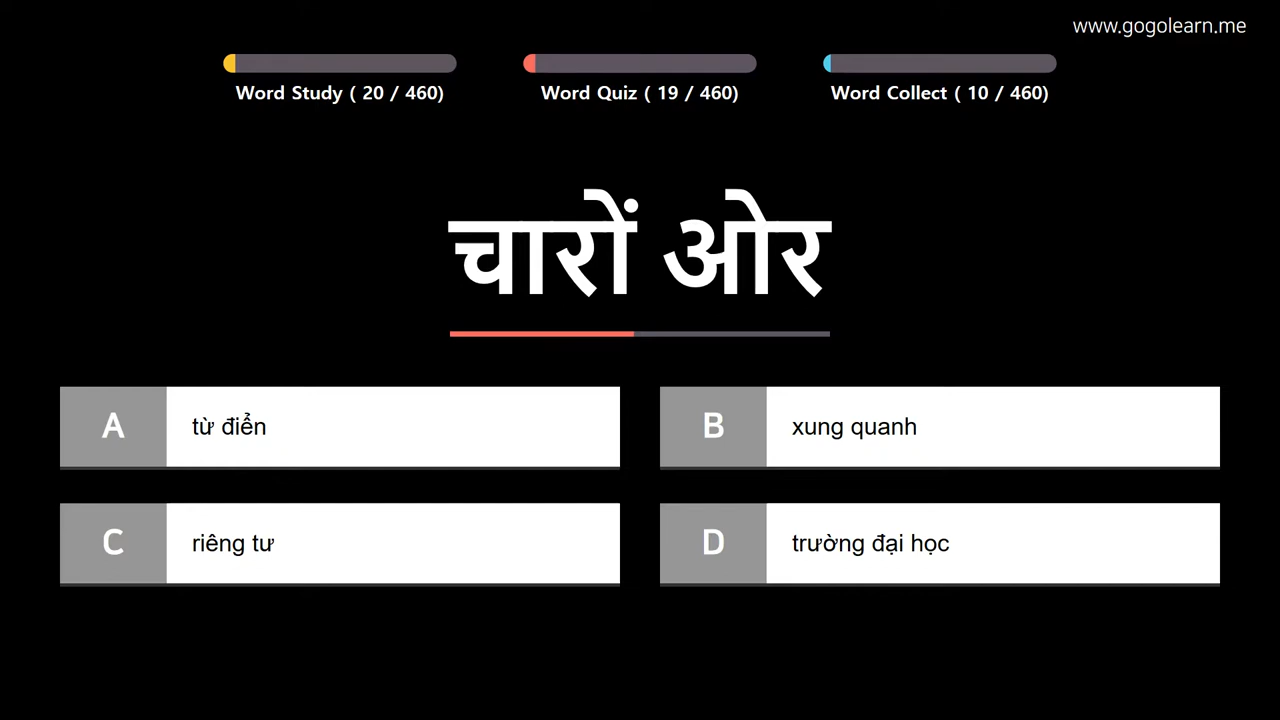 www.gogolearn.me
Word Study ( 20 / 460)
Word Quiz ( 19 / 460)
Word Collect ( 10 / 460)
चारों ओर
A
từ điển
B
xung quanh
C
riêng tư
D
trường đại học